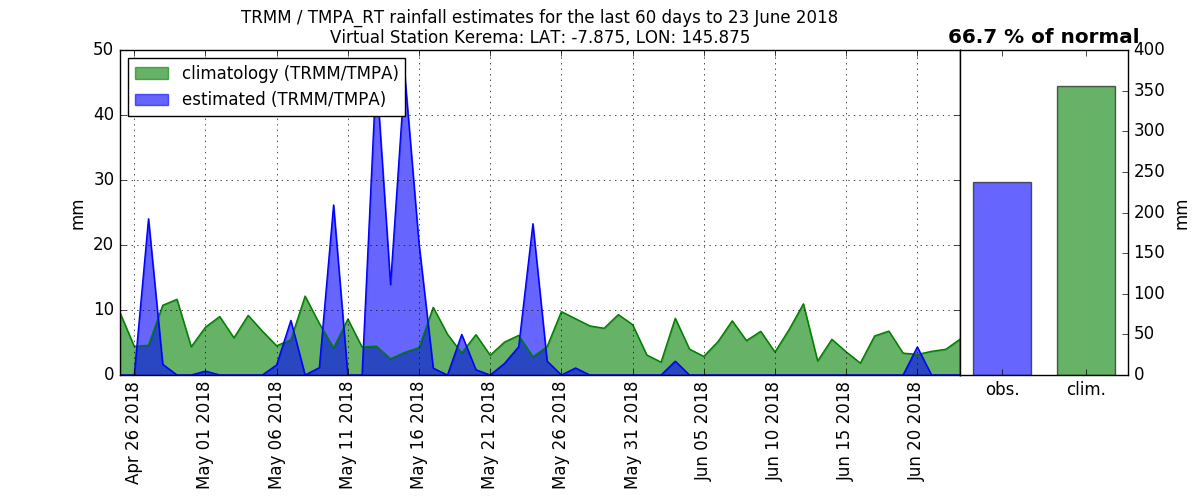 TRMM / TMPA_RT rainfall estimates for the last 60 days to 23 June 2018
Virtual Station Kerema: LAT: -7.875, LON: 145.875
66.7 % of normal
climatology (TRMM/TMPA)
estimated (TRMM/TMPA)
50
40
30
20
10
0
mm
Apr 26 2018
May 01 2018
May 06 2018
May 11 2018
May 16 2018
May 21 2018
May 26 2018
May 31 2018
Jun 05 2018
Jun 10 2018
Jun 15 2018
Jun 20 2018
obs.
clim.
400
350
300
250
200
150
100
50
0
mm